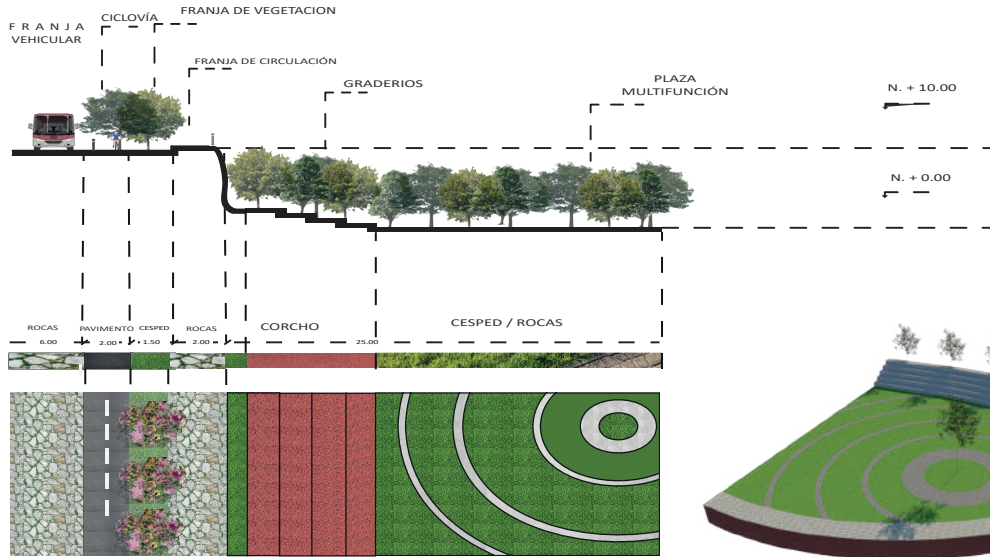 FRANJA
VEHICULAR
CICLOVÍA
FRANJA DE VEGETACION
FRANJA DE CIRCULACIÓN
GRADERIOS
PLAZA
MULTIFUNCIÓN
N. + 10.00
N. + 0.00
ROCAS
PAVIMENTO
CESPED
ROCAS
CORCHO
CESPED / ROCAS
6.00
2.00
1.50
2.00
25.00